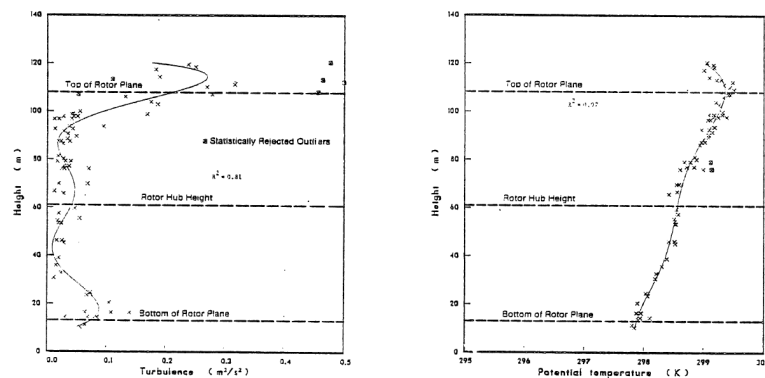 140
120
100
80
60
40
20
0
Height (m)
Top of Rotor Plane
Statistically Rejected Outliers
R² = 0.81
Rotor Hub Height
Bottom of Rotor Plane
0.0 0.1 0.2 0.3 0.4 0.5
Turbulence (m²/s²)
140
120
100
80
60
40
20
0
Height (m)
Top of Rotor Plane
R² = 0.97
Rotor Hub Height
Bottom of Rotor Plane
295 296 297 298 299 30
Potential temperature (K)